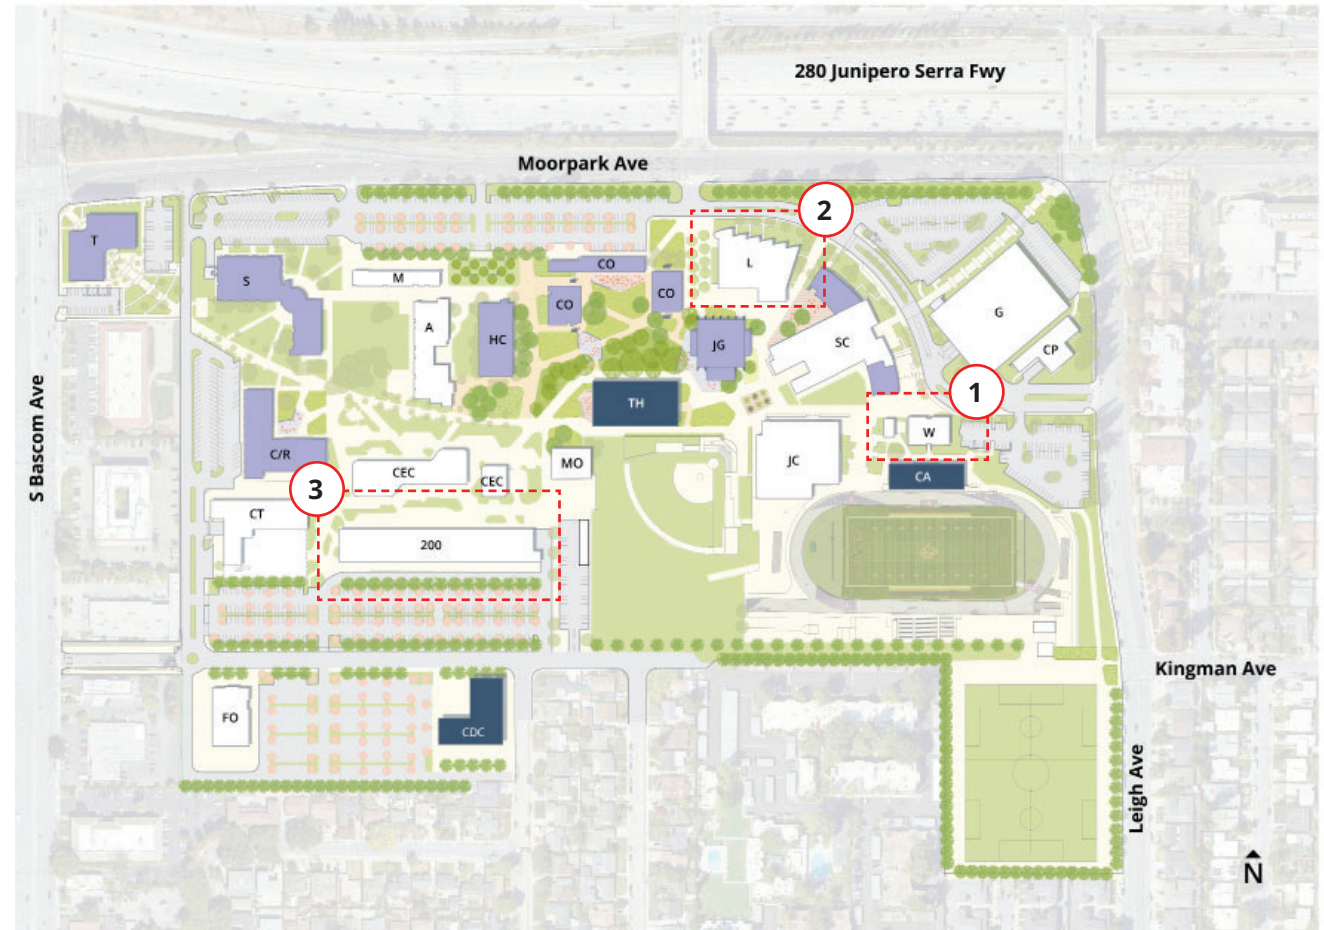 280 Junipero Serra Fwy
Moorpark Ave
2
T
S
M
CO
CO
CO
L
G
A
HC
JG
SC
CP
1
TH
W
S Bascom Ave
C/R
CEC
CEC
MO
JC
CA
3
CT
200
Kingman Ave
FO
CDC
Leigh Ave
N